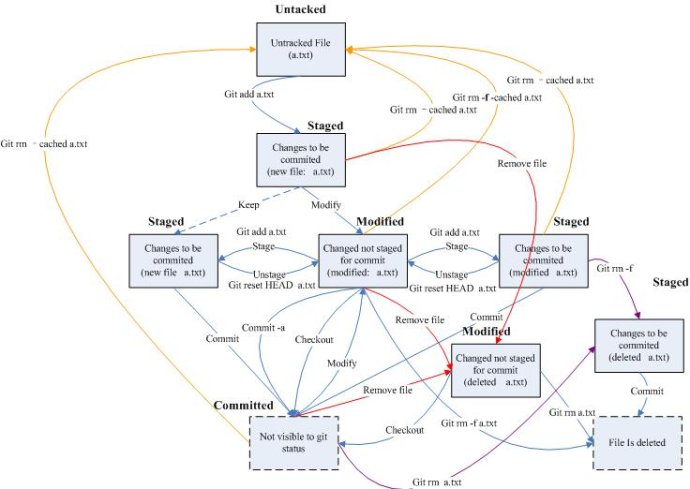 Untacked
Untracked File
(a.txt)
Git rm - cached a.txt
Git add a.txt
Git rm -f -cached a.txt
Git rm - cached a.txt
Staged
Git rm - cached a.txt
Changes to be
commited
(new file: a.txt)
Remove file
Keep
Modify
Staged
Modified
Staged
Git add a.txt
Git add a.txt
Changes to be
commited
(new file a.txt)
Stage
Unstage
Git reset HEAD a.txt
Changed not staged
for commit
(modified: a.txt)
Stage
Unstage
Git reset HEAD a.txt
Changes to be
commited
(modified a.txt)
Git rm -f
Staged
Commit
Commit -a
Checkout
Modify
Remove file
Commit
Modified
Changed not staged
for commit
(deleted a.txt)
Changes to be
commited
(deleted a.txt)
Remove file
Commit
Committed
Not visible to git
status
Checkout
Git rm -f a.txt
Git rm a.txt
File Is deleted
Git rm a.txt